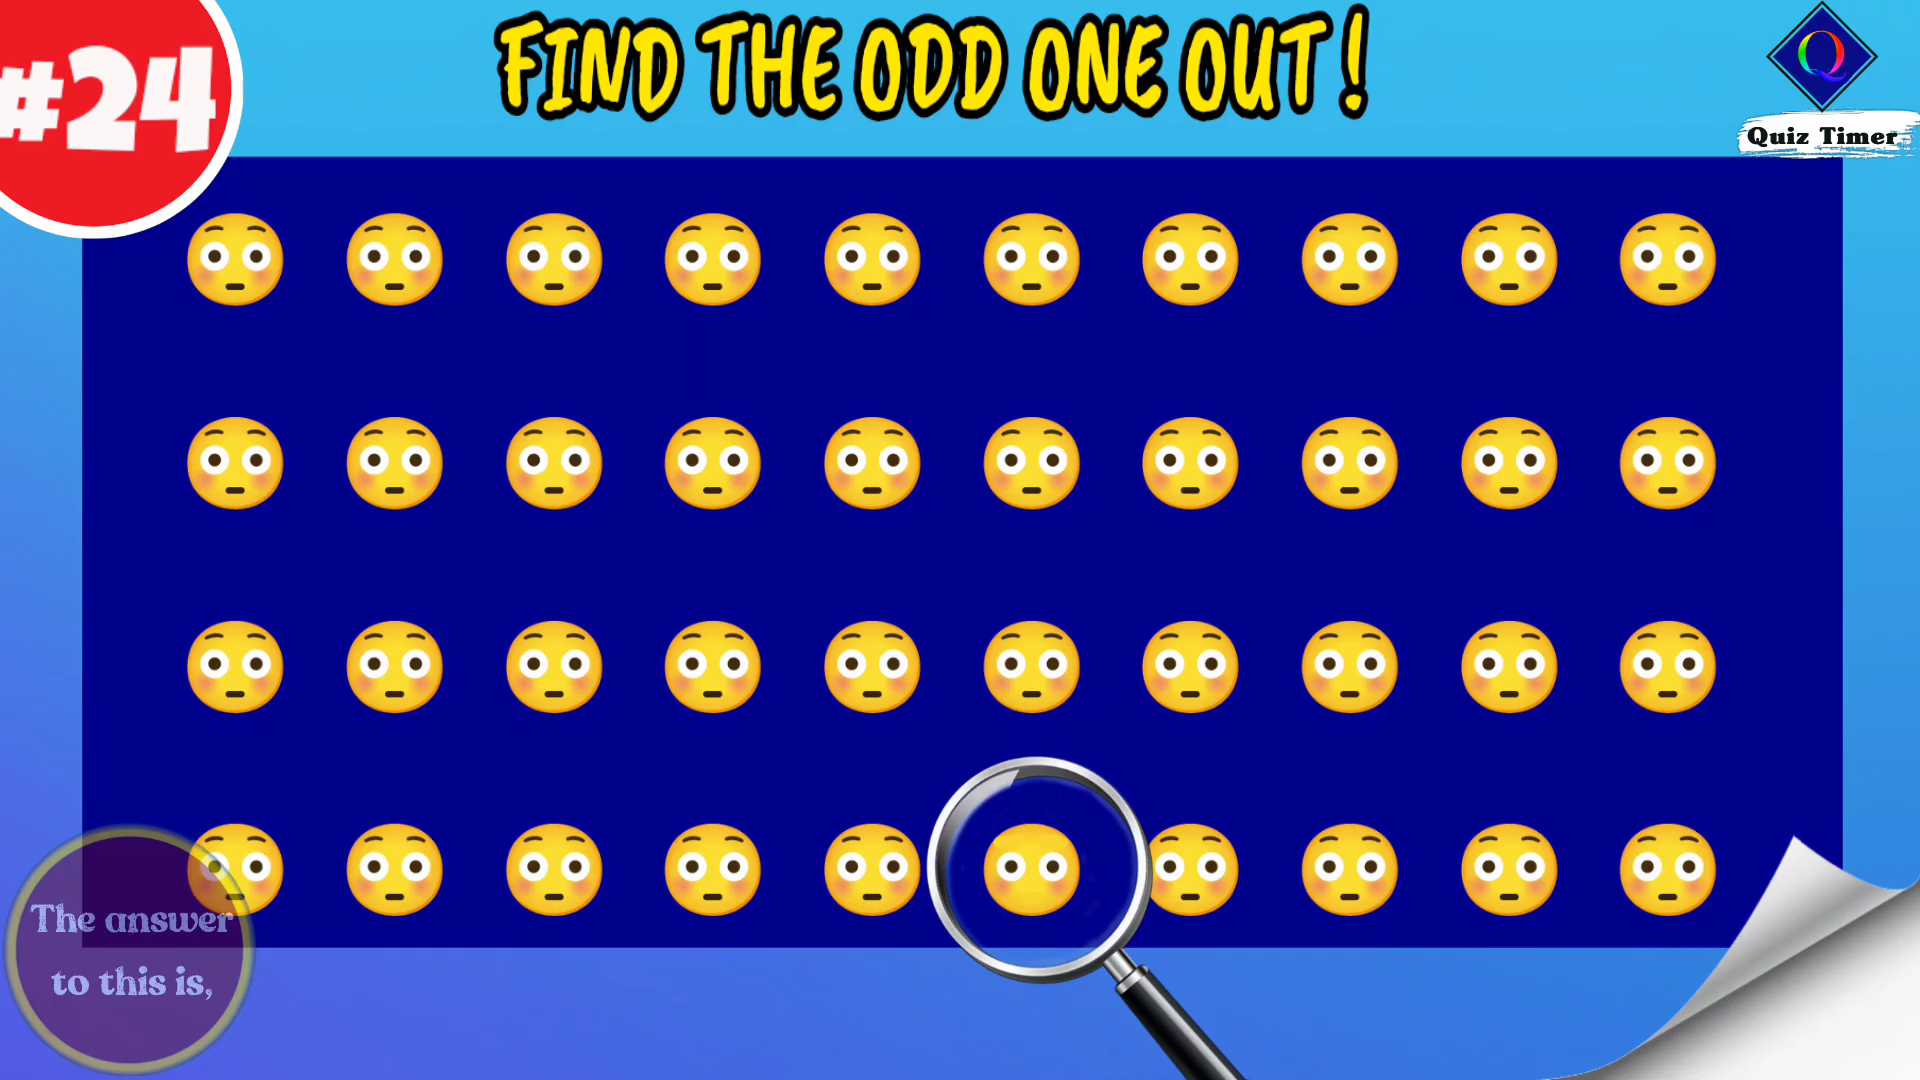 #24
FIND THE ODD ONE OUT !
Q
Quiz Timer
The answer
to this is,